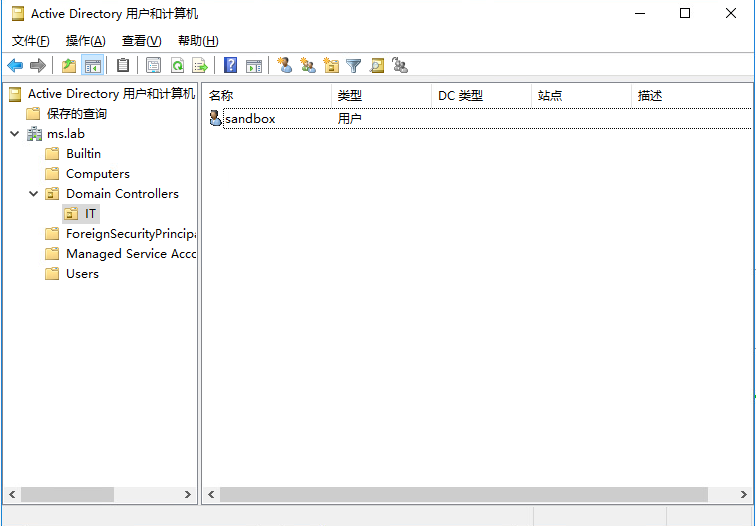 Active Directory 用户和计算机
文件(F) 操作(A) 查看(V) 帮助(H)
Active Directory 用户和计算机
保存的查询
ms.lab
Builtin
Computers
Domain Controllers
IT
ForeignSecurityPrincipa
Managed Service Acco
Users
名称 类型 DC 类型 站点 描述
sandbox 用户